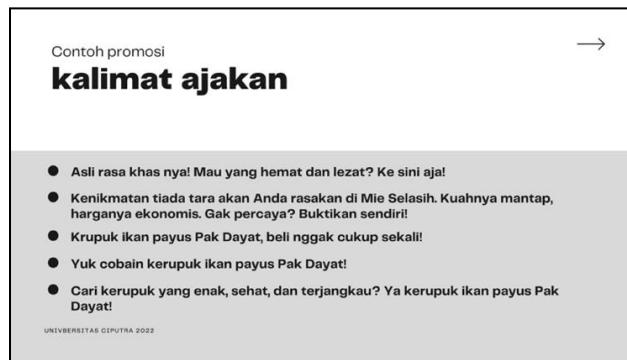 Contoh promosi
kalimat ajakan
Asli rasa khas nya! Mau yang hemat dan lezat? Ke sini aja!
Kenikmatan tiada tara akan Anda rasakan di Mie Selasih. Kuahnya mantap,
harganya ekonomis. Gak percaya? Buktikan sendiri!
Krupuk ikan payus Pak Dayat, beli nggak cukup sekali!
Yuk cobain kerupuk ikan payus Pak Dayat!
Cari kerupuk yang enak, sehat, dan terjangkau? Ya kerupuk ikan payus Pak
Dayat!
UNIVBERSITAS CIPUTRA 2022